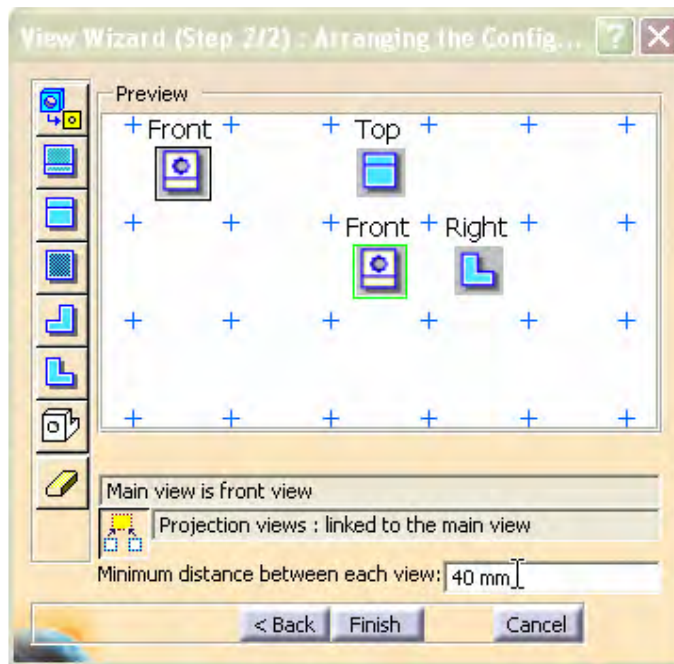 View Wizard (Step 2/2) : Arranging the Config...
Preview
Front Top
Front Right
Main view is front view
Projection views : linked to the main view
Minimum distance between each view: 40 mm
< Back Finish Cancel